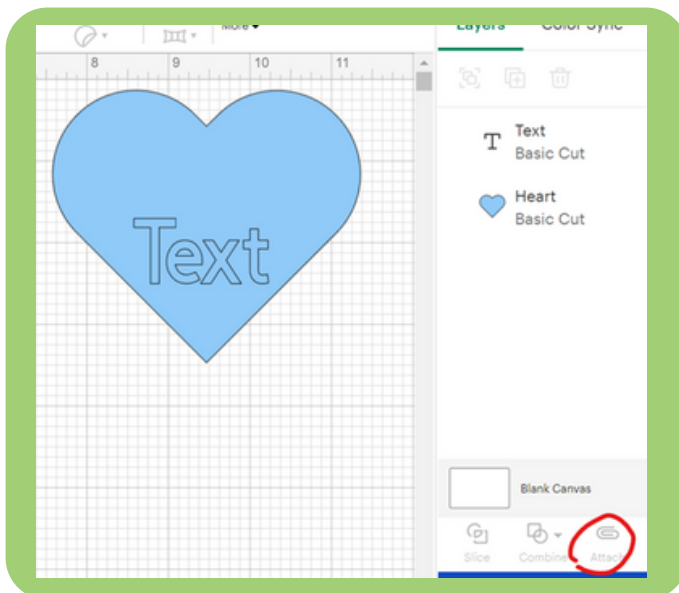 More
Layers Color Sync
8 9 10 11
Text
Basic Cut
Heart
Basic Cut
Text
Blank Canvas
Slice Combine Attach